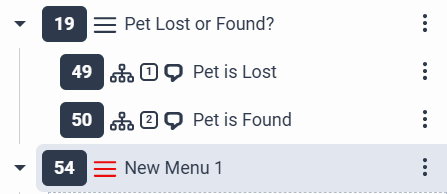 19 Pet Lost or Found?
49 1 Pet is Lost
50 2 Pet is Found
54 New Menu 1